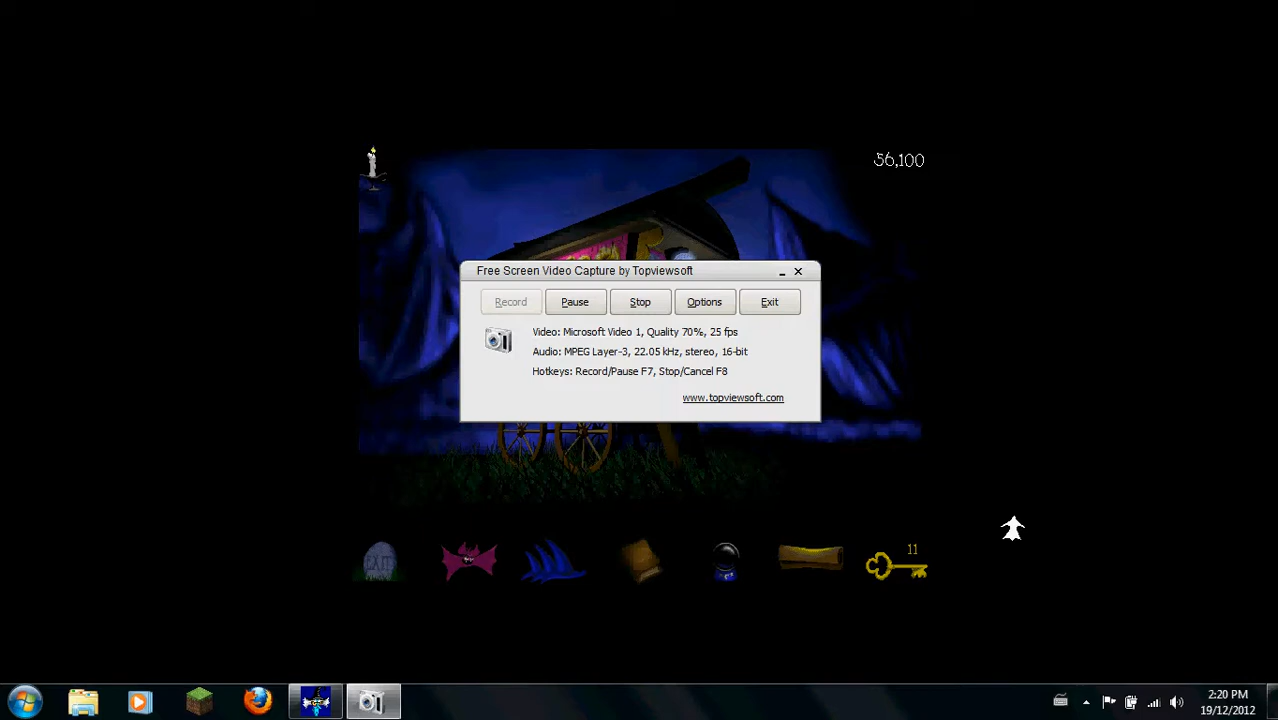 36,100
Free Screen Video Capture by Topviewsoft
Record Pause Stop Options Exit
Video: Microsoft Video 1, Quality 70%, 25 fps
Audio: MPEG Layer-3, 22.05 kHz, stereo, 16-bit
Hotkeys: Record/Pause F7, Stop/Cancel F8
www.topviewsoft.com
EXIT
11
2:20 PM
19/12/2012